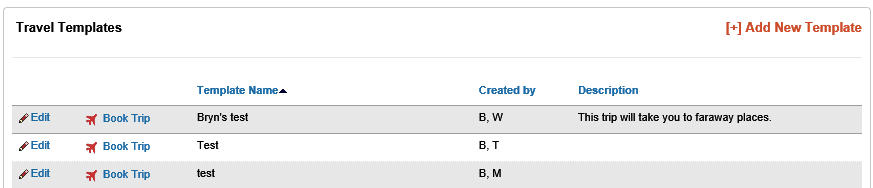 Travel Templates [+] Add New Template
Template Name Created by Description
Edit Book Trip Bryn's test B, W This trip will take you to faraway places.
Edit Book Trip Test B, T
Edit Book Trip test B, M